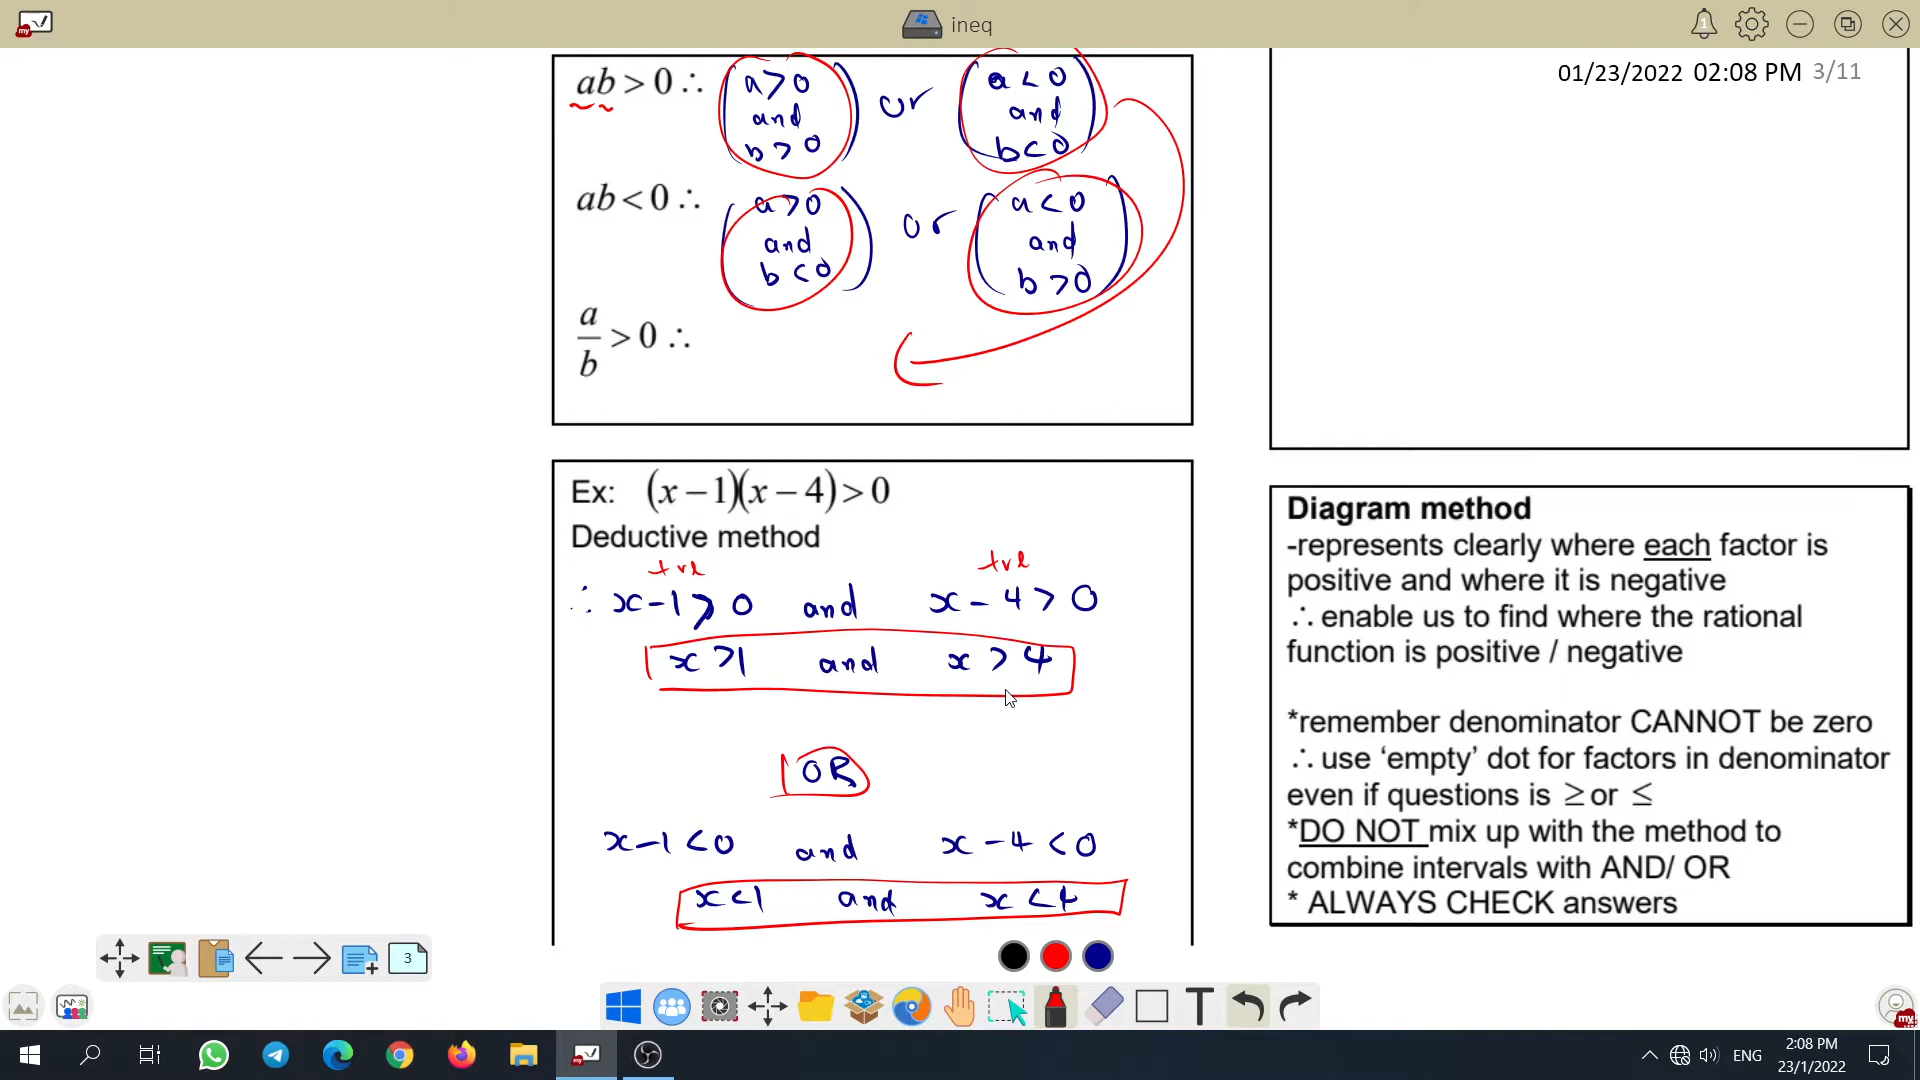 ineq
01/23/2022 02:08 PM 3/11
ab > 0 ∴ (a > 0 and b > 0) or (a < 0 and b < 0)
ab < 0 ∴ (a > 0 and b < 0) or (a < 0 and b > 0)
a/b > 0 ∴
Ex: (x − 1)(x − 4) > 0
Deductive method
+ve +ve
∴ x − 1 > 0 and x − 4 > 0
x > 1 and x > 4
OR
x − 1 < 0 and x − 4 < 0
x < 1 and x < 4
Diagram method
-represents clearly where each factor is
positive and where it is negative
∴ enable us to find where the rational
function is positive / negative
*remember denominator CANNOT be zero
∴ use ‘empty’ dot for factors in denominator
even if questions is ≥ or ≤
*DO NOT mix up with the method to
combine intervals with AND/ OR
* ALWAYS CHECK answers
3
T
ENG
2:08 PM
23/1/2022